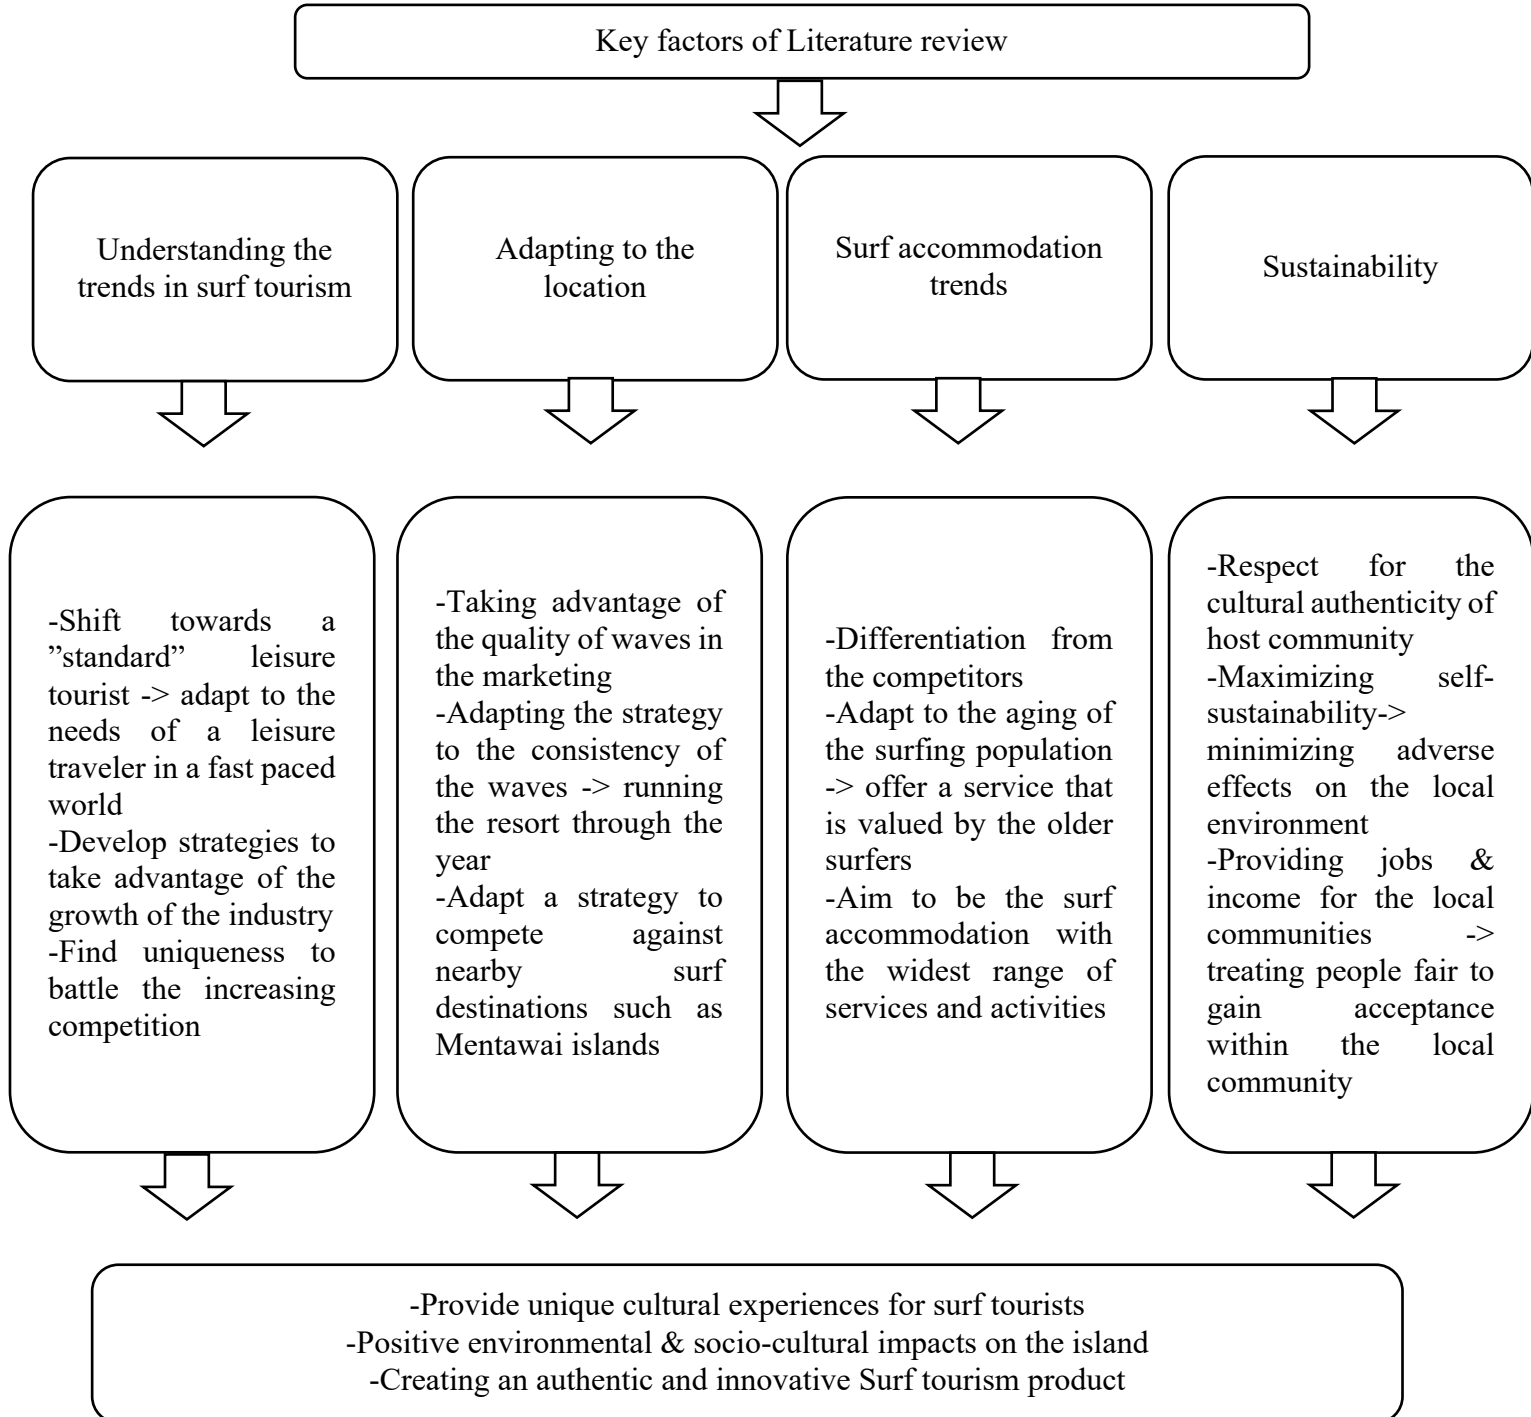 Key factors of Literature review
Understanding the
trends in surf tourism
Adapting to the
location
Surf accommodation
trends
Sustainability
-Shift towards a
”standard” leisure
tourist -> adapt to the
needs of a leisure
traveler in a fast paced
world
-Develop strategies to
take advantage of the
growth of the industry
-Find uniqueness to
battle the increasing
competition
-Taking advantage of
the quality of waves in
the marketing
-Adapting the strategy
to the consistency of
the waves -> running
the resort through the
year
-Adapt a strategy to
compete against
nearby surf
destinations such as
Mentawai islands
-Differentiation from
the competitors
-Adapt to the aging of
the surfing population
-> offer a service that
is valued by the older
surfers
-Aim to be the surf
accommodation with
the widest range of
services and activities
-Respect for the
cultural authenticity of
host community
-Maximizing self-
sustainability->
minimizing adverse
effects on the local
environment
-Providing jobs &
income for the local
communities ->
treating people fair to
gain acceptance
within the local
community
-Provide unique cultural experiences for surf tourists
-Positive environmental & socio-cultural impacts on the island
-Creating an authentic and innovative Surf tourism product